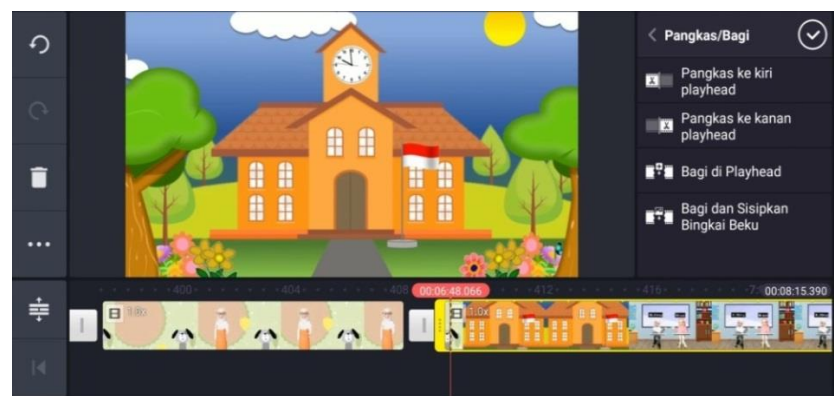 Pangkas/Bagi
Pangkas ke kiri
playhead
Pangkas ke kanan
playhead
Bagi di Playhead
Bagi dan Sisipkan
Bingkai Beku
400
404
408
00:06:48.066
412
416
00:08:15.390
1.0x
1.0x